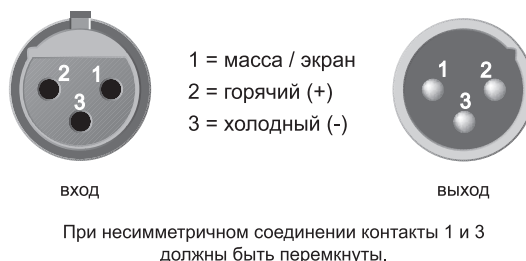 2 1
3
1 = масса / экран
2 = горячий (+)
3 = холодный (-)
1 2
3
вход
выход
При несимметричном соединении контакты 1 и 3
должны быть перемкнуты.